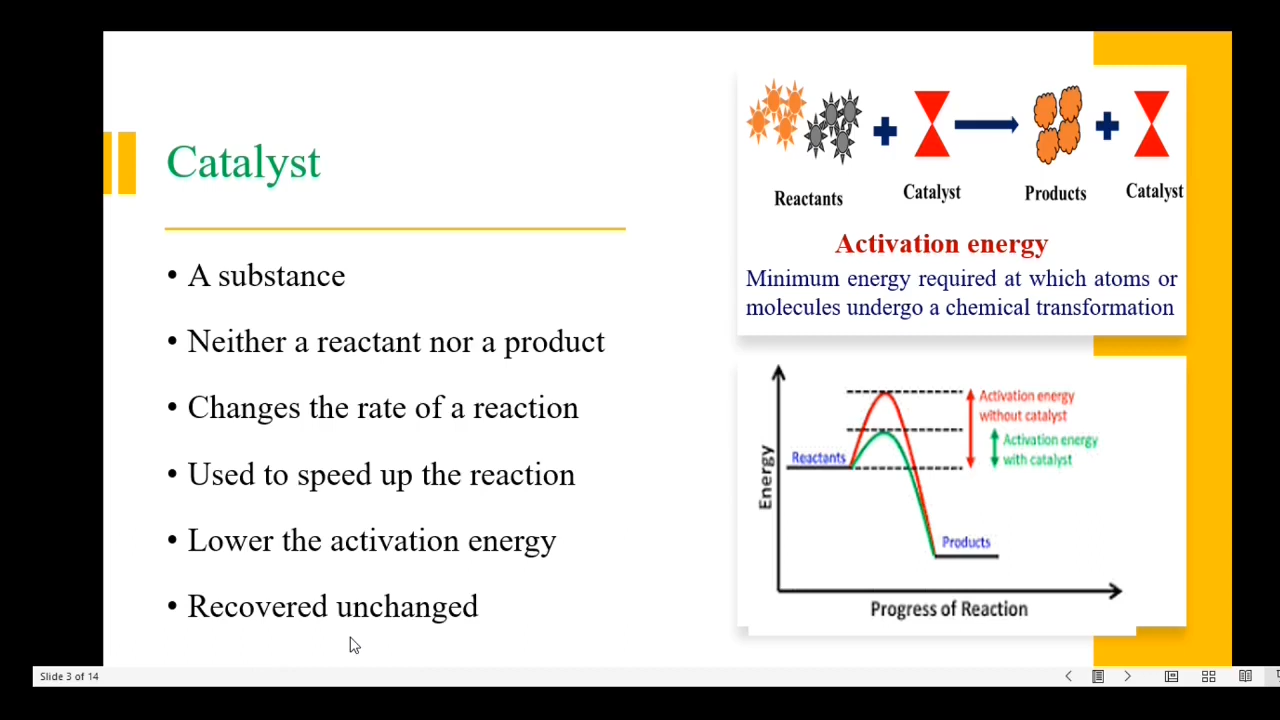 Catalyst
• A substance
• Neither a reactant nor a product
• Changes the rate of a reaction
• Used to speed up the reaction
• Lower the activation energy
• Recovered unchanged
Reactants
Catalyst
Products
Catalyst
Activation energy
Minimum energy required at which atoms or
molecules undergo a chemical transformation
Energy
Reactants
Activation energy
without catalyst
Activation energy
with catalyst
Products
Progress of Reaction
Slide 3 of 14